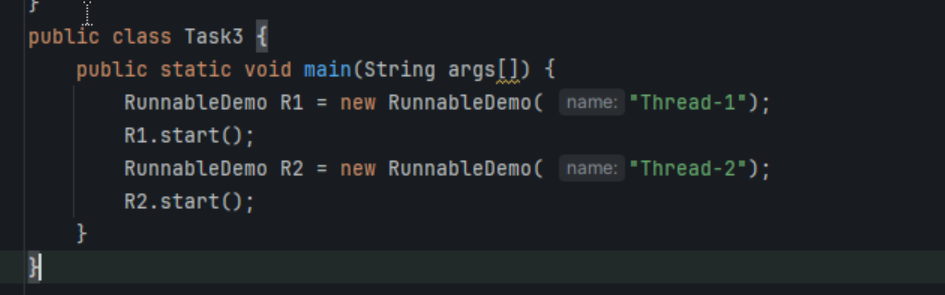 }
public class Task3 {
    public static void main(String args[]) {
        RunnableDemo R1 = new RunnableDemo( name: "Thread-1");
        R1.start();
        RunnableDemo R2 = new RunnableDemo( name: "Thread-2");
        R2.start();
    }
}